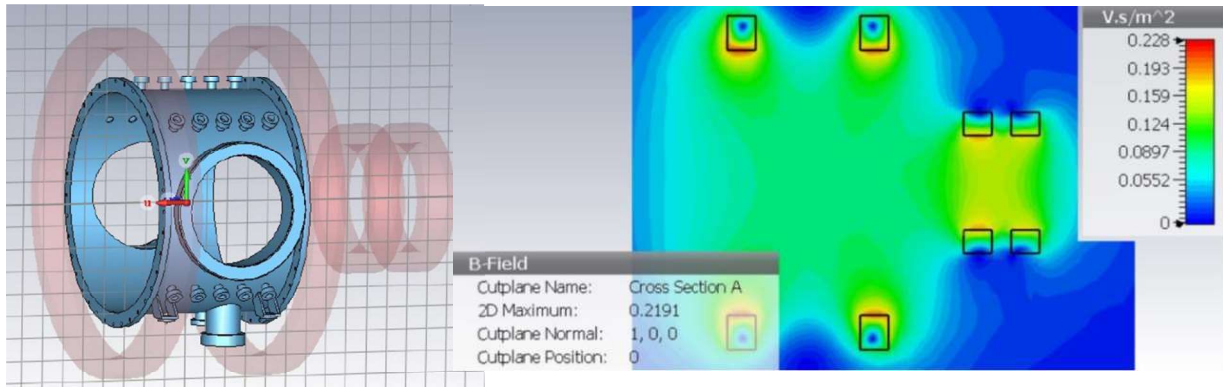 v
u
V.s/m^2
0.228
0.193
0.159
0.124
0.0897
0.0552
0
B-Field
Cutplane Name: Cross Section A
2D Maximum: 0.2191
Cutplane Normal: 1, 0, 0
Cutplane Position: 0